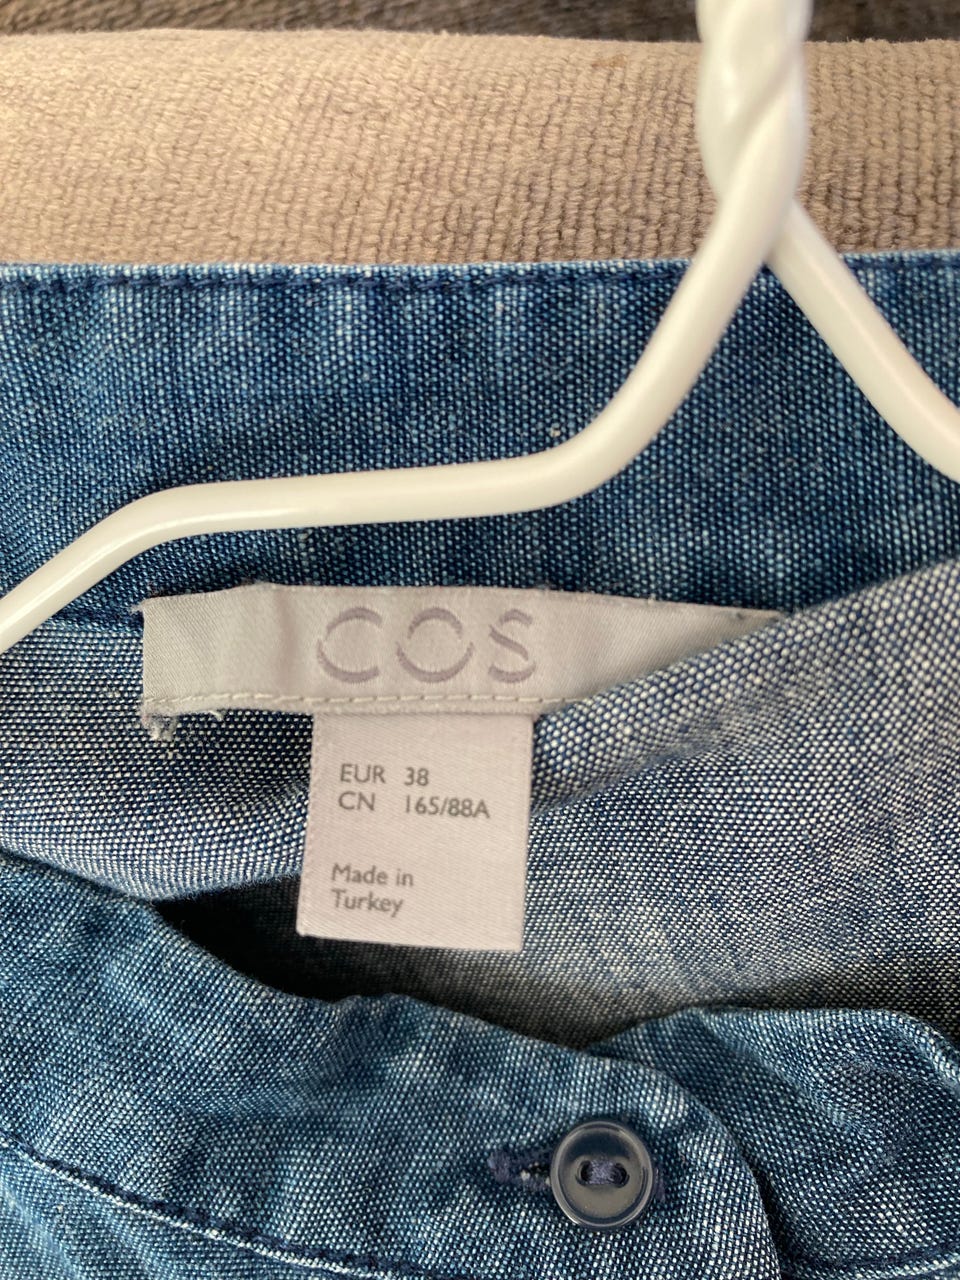 COS
EUR 38
CN 165/88A
Made in
Turkey